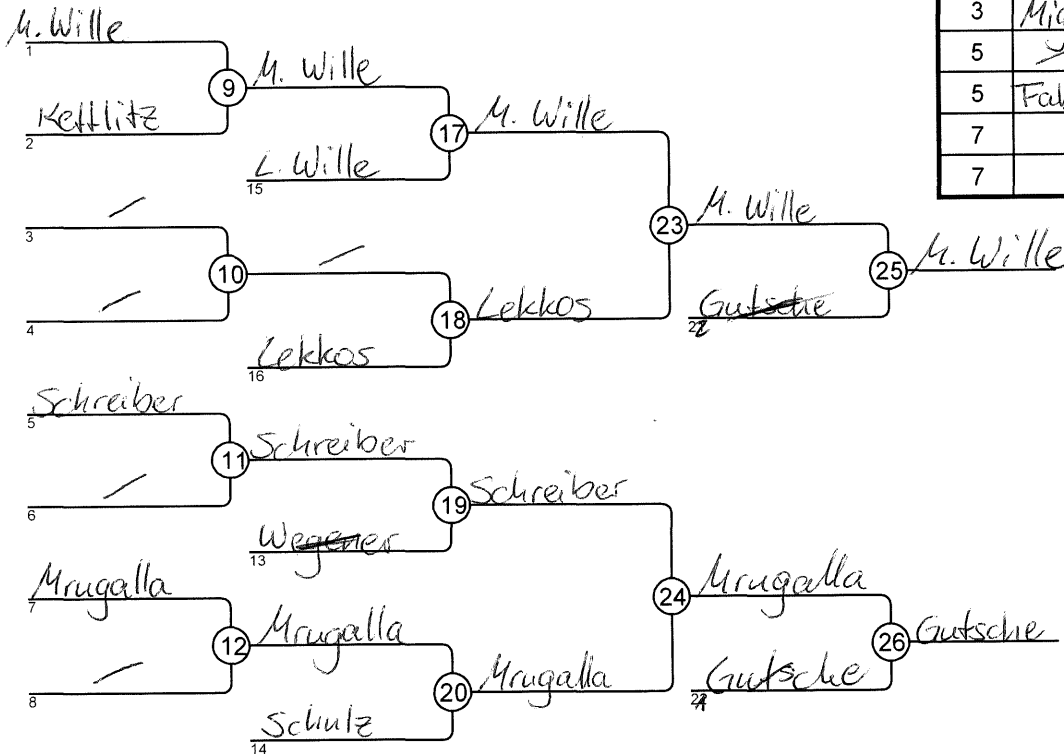 M. Wille
1
9
M. Wille
Kettlitz
2
17
M. Wille
L. Wille
15
/
3
23
M. Wille
10
/
25
M. Wille
/
4
18
Lekkos
Gutsche
Lekkos
16
Schreiber
5
11
Schreiber
/
6
19
Schreiber
Wegener
13
Mrugalla
7
24
Mrugalla
12
Mrugalla
26
Gutsche
/
8
20
Mrugalla
Gutsche
Schulz
14
3
5
5
7
7